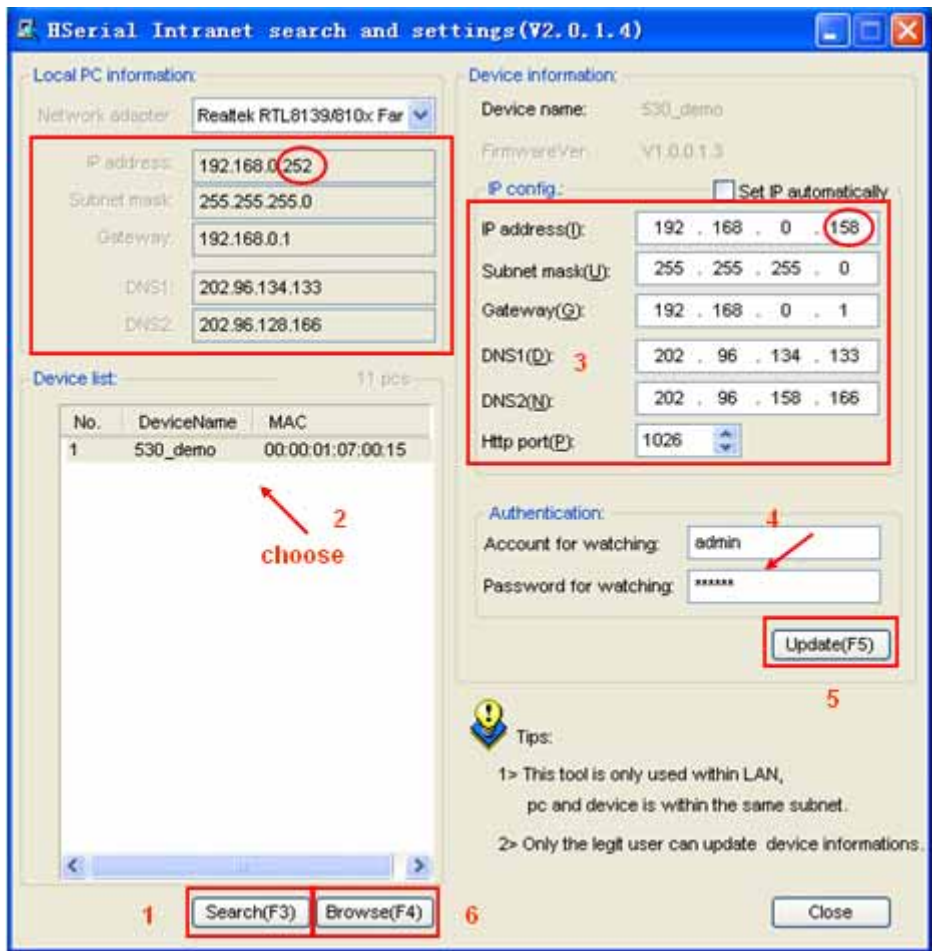 HSerial Intranet search and settings(V2.0.1.4)
Local PC information:
Network adapter: Realtek RTL8139/810x Far
IP address: 192.168.0.252
Subnet mask: 255.255.255.0
Gateway: 192.168.0.1
DNS1: 202.96.134.133
DNS2: 202.96.128.166
Device list: 11 pcs
No. DeviceName MAC
1 530_demo 00:00:01:07:00:15
2
choose
1 Search(F3) Browse(F4) 6
Device information:
Device name: 530_demo
FirmwareVer: V1.0.0.1.3
IP config.: Set IP automatically
IP address(I): 192 . 168 . 0 . 158
Subnet mask(U): 255 . 255 . 255 . 0
Gateway(G): 192 . 168 . 0 . 1
DNS1(D): 3 202 . 96 . 134 . 133
DNS2(N): 202 . 96 . 158 . 166
Http port(P): 1026
Authentication: 4
Account for watching: admin
Password for watching: ******
Update(F5)
5
Tips:
1> This tool is only used within LAN,
pc and device is within the same subnet.
2> Only the legit user can update device informations.
Close